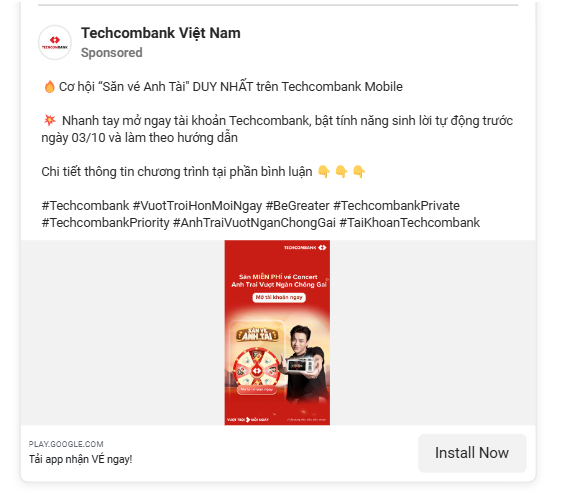 TECHCOMBANK
Techcombank Việt Nam
Sponsored
🔥Cơ hội “Săn vé Anh Tài" DUY NHẤT trên Techcombank Mobile
💥 Nhanh tay mở ngay tài khoản Techcombank, bật tính năng sinh lời tự động trước
ngày 03/10 và làm theo hướng dẫn
Chi tiết thông tin chương trình tại phần bình luận 👇👇👇
#Techcombank #VuotTroiHonMoiNgay #BeGreater #TechcombankPrivate
#TechcombankPriority #AnhTraiVuotNganChongGai #TaiKhoanTechcombank
TECHCOMBANK
Săn MIỄN PHÍ vé Concert
Anh Trai Vượt Ngàn Chông Gai
Mở tài khoản ngay
SĂN VÉ
ANH TÀI
VƯỢT TRỘI
MỖI NGÀY
PLAY.GOOGLE.COM
Tải app nhận VÉ ngay!
Install Now